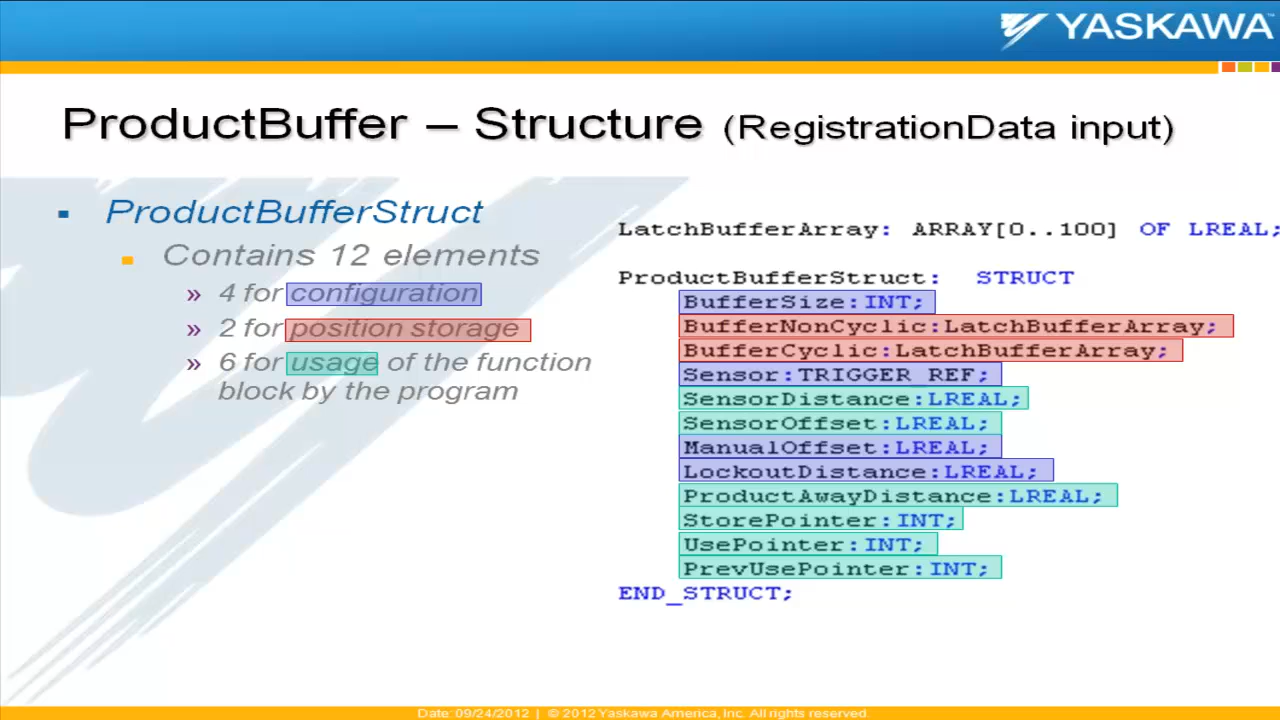 YASKAWA
ProductBuffer – Structure (RegistrationData input)
ProductBufferStruct
Contains 12 elements
» 4 for configuration
» 2 for position storage
» 6 for usage of the function
block by the program
LatchBufferArray: ARRAY[0..100] OF LREAL;
ProductBufferStruct: STRUCT
BufferSize:INT;
BufferNonCyclic:LatchBufferArray;
BufferCyclic:LatchBufferArray;
Sensor:TRIGGER_REF;
SensorDistance:LREAL;
SensorOffset:LREAL;
ManualOffset:LREAL;
LockoutDistance:LREAL;
ProductAwayDistance:LREAL;
StorePointer:INT;
UsePointer:INT;
PrevUsePointer:INT;
END_STRUCT;
Date: 09/24/2012 | © 2012 Yaskawa America, Inc. All rights reserved.